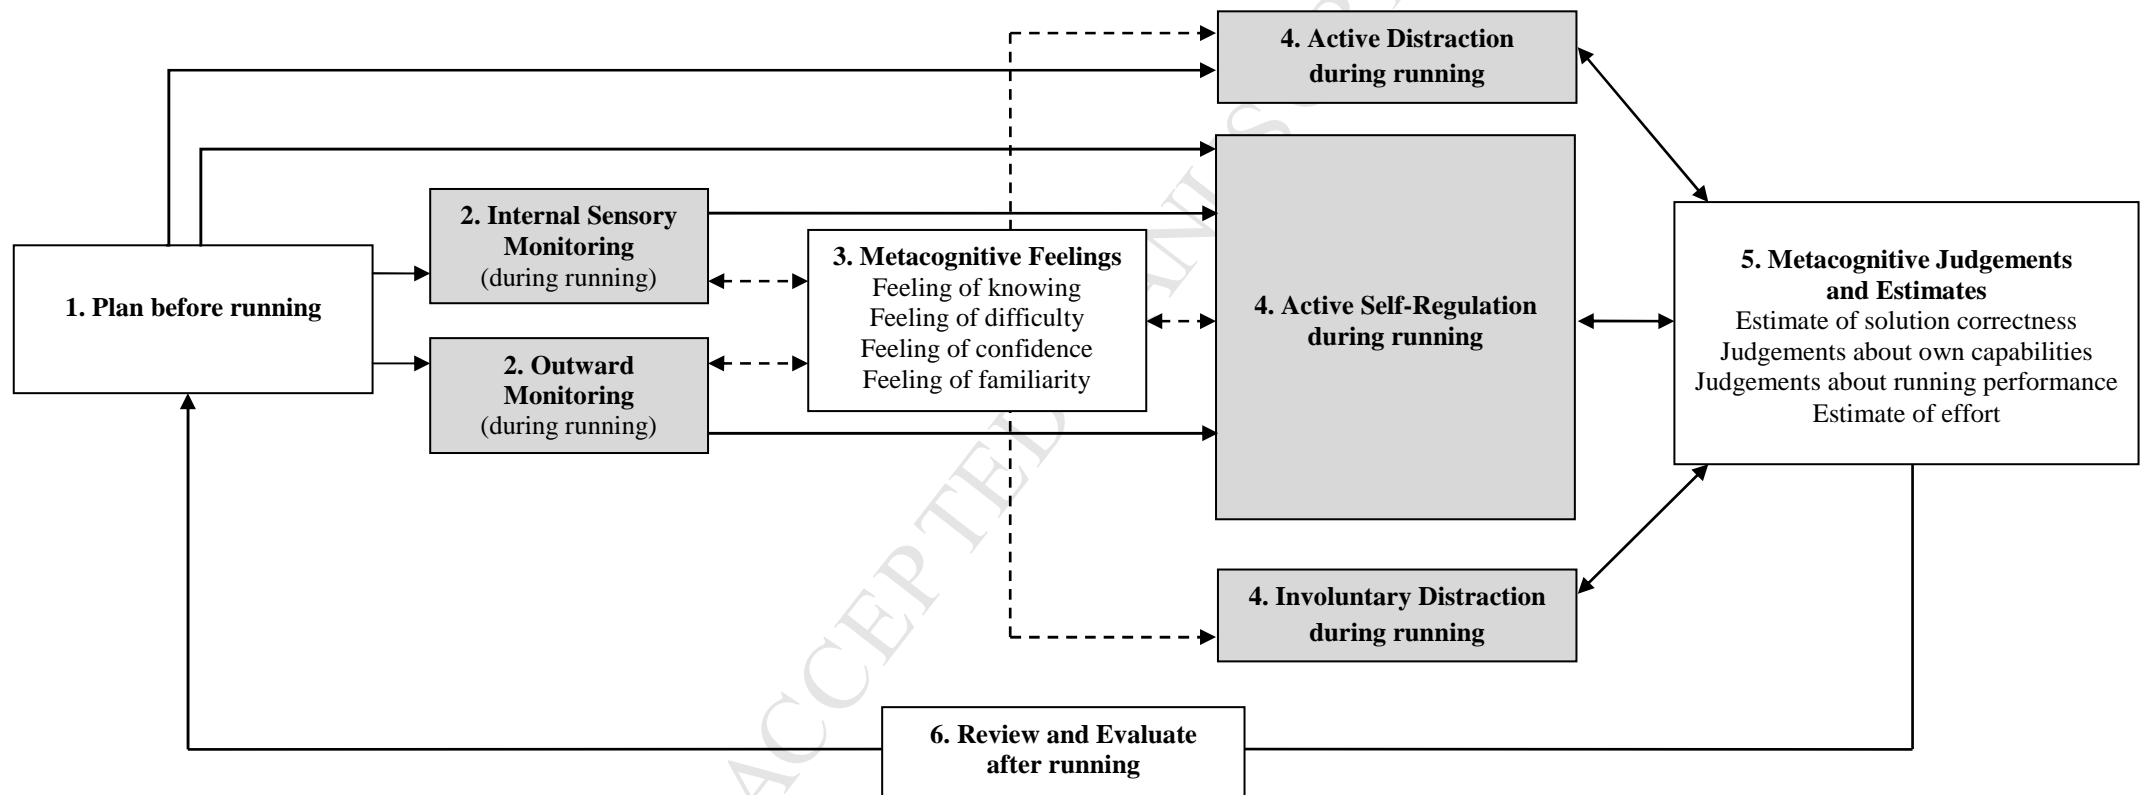 4. Active Distraction
during running
2. Internal Sensory
Monitoring
(during running)
1. Plan before running
2. Outward
Monitoring
(during running)
3. Metacognitive Feelings
Feeling of knowing
Feeling of difficulty
Feeling of confidence
Feeling of familiarity
4. Active Self-Regulation
during running
5. Metacognitive Judgements
and Estimates
Estimate of solution correctness
Judgements about own capabilities
Judgements about running performance
Estimate of effort
4. Involuntary Distraction
during running
6. Review and Evaluate
after running
ACCEPTED